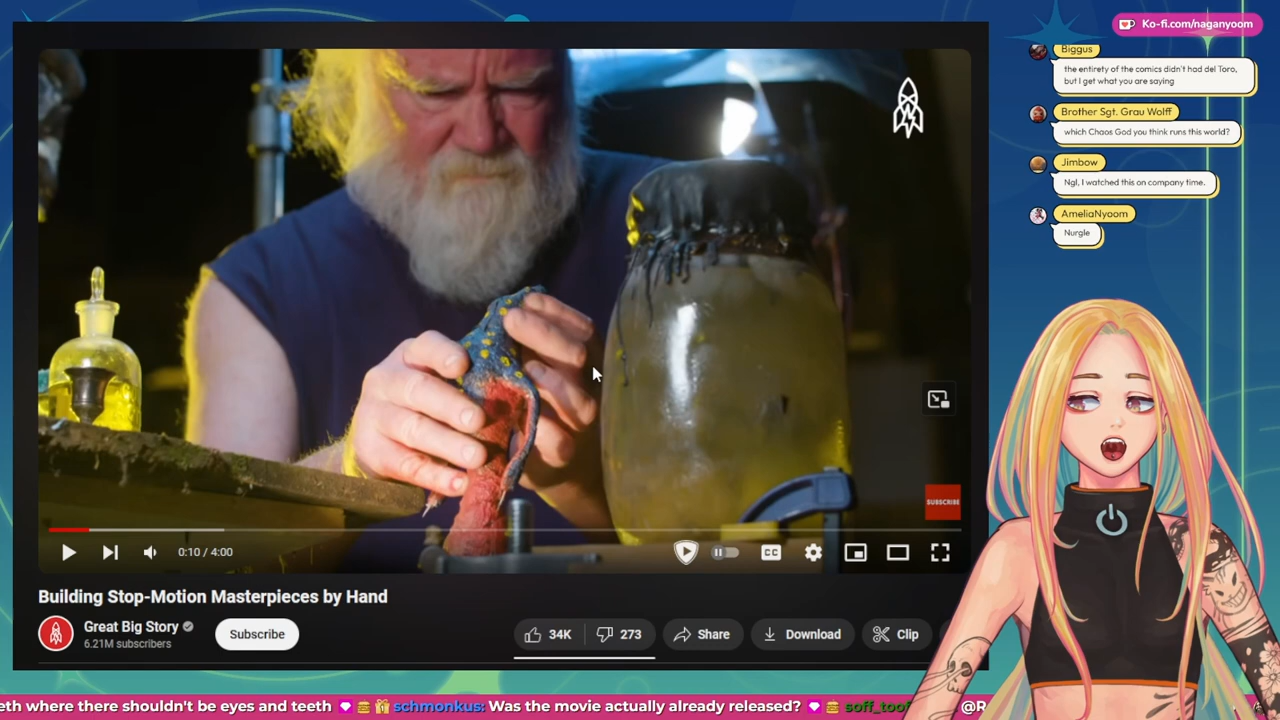 Ko-fi.com/naganyoom
Biggus
the entirety of the comics didn't had del Toro,
but I get what you are saying
Brother Sgt. Grau Wolff
which Chaos God you think runs this world?
Jimbow
Ngl, I watched this on company time.
AmeliaNyoom
Nurgle
SUBSCRIBE
0:10 / 4:00
CC
Building Stop-Motion Masterpieces by Hand
Great Big Story
6.21M subscribers
Subscribe
34K
273
Share
Download
Clip
eth where there shouldn't be eyes and teeth schmonkus: Was the movie actually already released? soff_toof @R